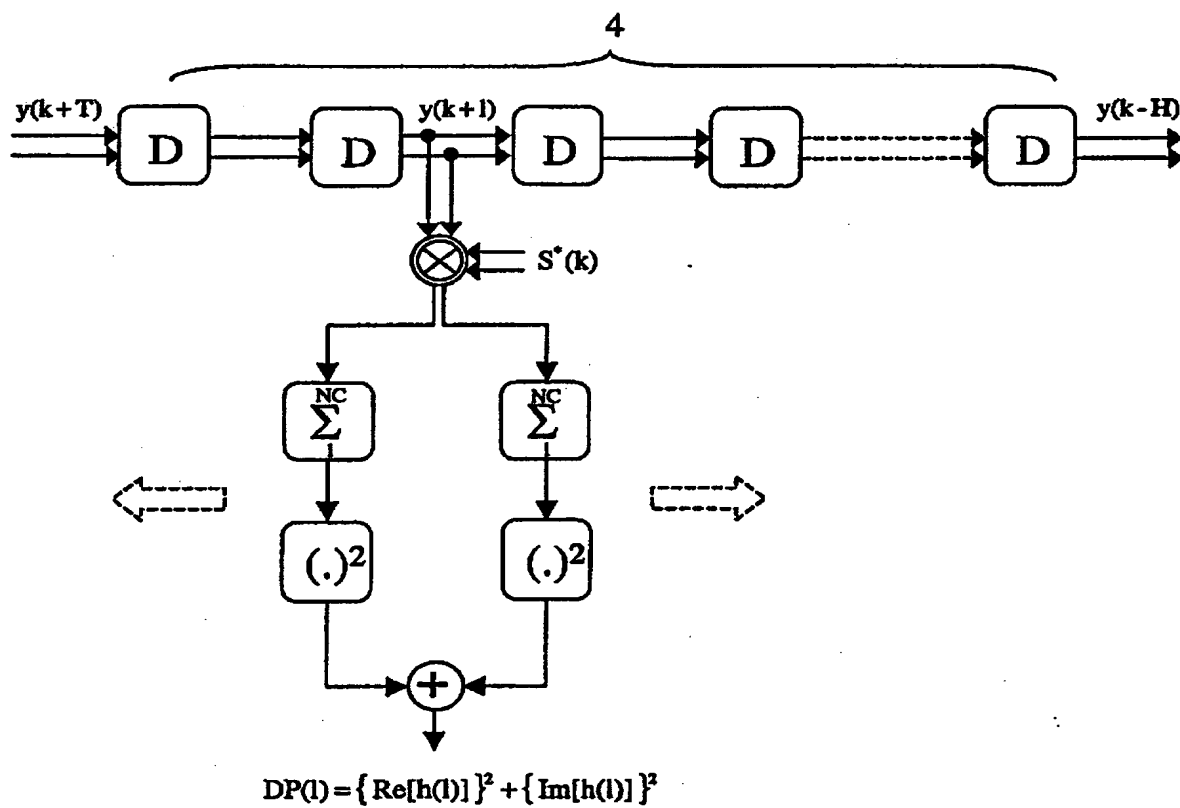 4
y(k+T) y(k+l) y(k-H)
D D D D D
S*(k)
NC NC
Σ Σ
(.)² (.)²
+
DP(l)={Re[h(l)]}²+{Im[h(l)]}²